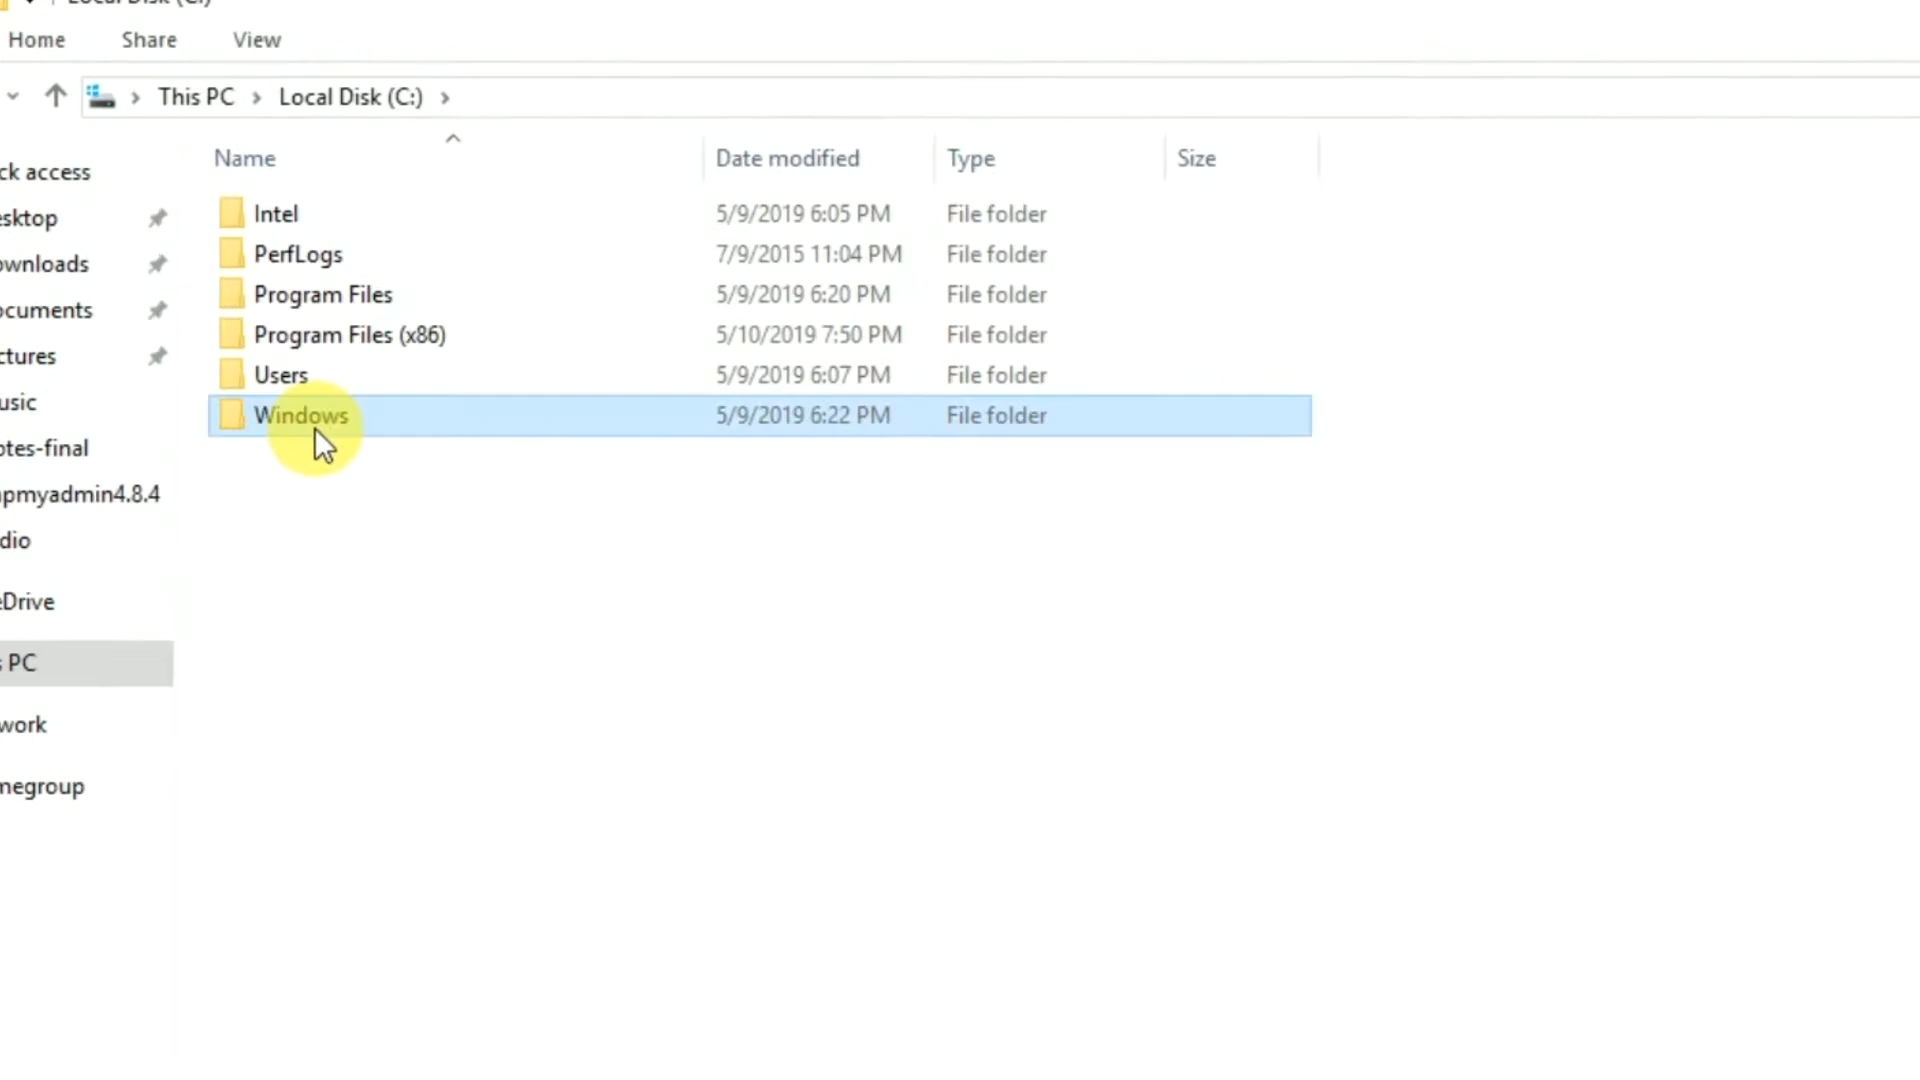 Local Disk (C:)
Home Share View
This PC Local Disk (C:)
Name Date modified Type Size
ck access
esktop
ownloads
ocuments
ctures
usic
otes-final
pmyadmin4.8.4
dio
eDrive
s PC
work
megroup
Intel 5/9/2019 6:05 PM File folder
PerfLogs 7/9/2015 11:04 PM File folder
Program Files 5/9/2019 6:20 PM File folder
Program Files (x86) 5/10/2019 7:50 PM File folder
Users 5/9/2019 6:07 PM File folder
Windows 5/9/2019 6:22 PM File folder